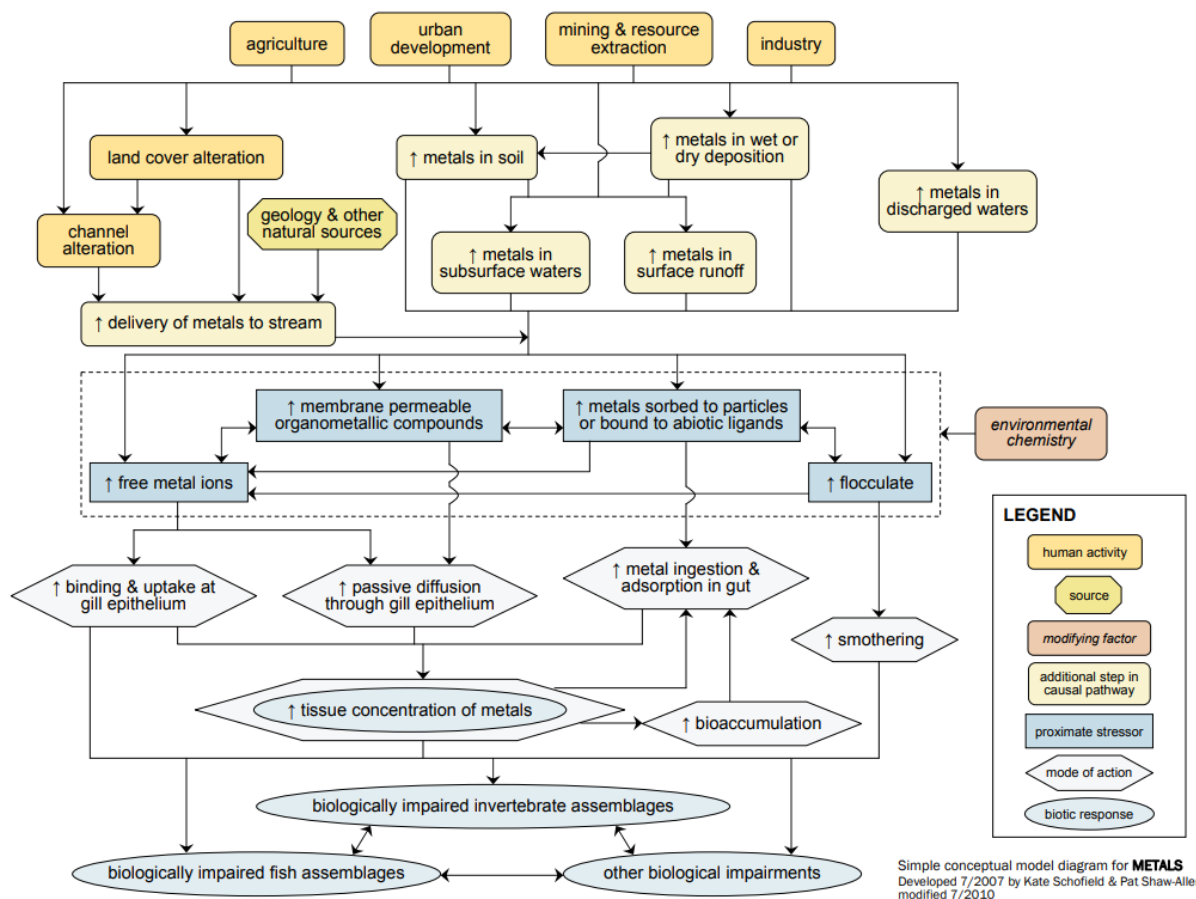 agriculture
urban
development
mining & resource
extraction
industry
land cover alteration
↑ metals in soil
↑ metals in wet or
dry deposition
↑ metals in
discharged waters
channel
alteration
geology & other
natural sources
↑ metals in
subsurface waters
↑ metals in
surface runoff
↑ delivery of metals to stream
↑ membrane permeable
organometallic compounds
↑ metals sorbed to particles
or bound to abiotic ligands
environmental
chemistry
↑ free metal ions
↑ flocculate
↑ binding & uptake at
gill epithelium
↑ passive diffusion
through gill epithelium
↑ metal ingestion &
adsorption in gut
↑ smothering
↑ tissue concentration of metals
↑ bioaccumulation
biologically impaired invertebrate assemblages
biologically impaired fish assemblages
other biological impairments
LEGEND
human activity
source
modifying factor
additional step in
causal pathway
proximate stressor
mode of action
biotic response
Simple conceptual model diagram for METALS
Developed 7/2007 by Kate Schofield & Pat Shaw-Alle
modified 7/2010